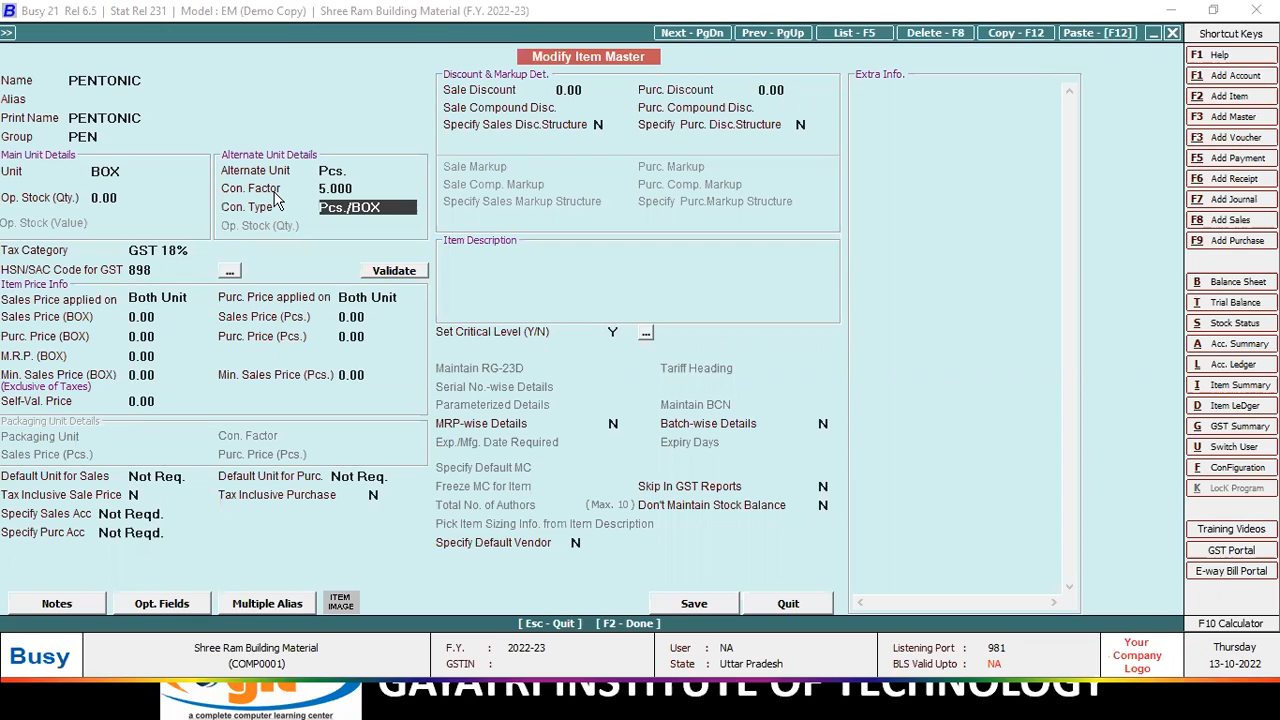 Busy 21 Rel 6.5 | Stat Rel 231 | Model : EM (Demo Copy) | Shree Ram Building Material (F.Y. 2022-23)
>> Next - PgDn Prev - PgUp List - F5 Delete - F8 Copy - F12 Paste - [F12]
Modify Item Master
Name PENTONIC
Alias
Print Name PENTONIC
Group PEN
Main Unit Details
Unit BOX
Op. Stock (Qty.) 0.00
Op. Stock (Value)
Alternate Unit Details
Alternate Unit Pcs.
Con. Factor 5.000
Con. Type Pcs./BOX
Op. Stock (Qty.)
Tax Category GST 18%
HSN/SAC Code for GST 898 ... Validate
Item Price Info
Sales Price applied on Both Unit Purc. Price applied on Both Unit
Sales Price (BOX) 0.00 Sales Price (Pcs.) 0.00
Purc. Price (BOX) 0.00 Purc. Price (Pcs.) 0.00
M.R.P. (BOX) 0.00
Min. Sales Price (BOX) 0.00 Min. Sales Price (Pcs.) 0.00
(Exclusive of Taxes)
Self-Val. Price 0.00
Packaging Unit Details
Packaging Unit Con. Factor
Sales Price (Pcs.) Purc. Price (Pcs.)
Default Unit for Sales Not Req. Default Unit for Purc. Not Req.
Tax Inclusive Sale Price N Tax Inclusive Purchase N
Specify Sales Acc Not Reqd.
Specify Purc Acc Not Reqd.
Notes Opt. Fields Multiple Alias ITEM IMAGE
Discount & Markup Det.
Sale Discount 0.00 Purc. Discount 0.00
Sale Compound Disc. Purc. Compound Disc.
Specify Sales Disc.Structure N Specify Purc. Disc.Structure N
Sale Markup Purc. Markup
Sale Comp. Markup Purc. Comp. Markup
Specify Sales Markup Structure Specify Purc.Markup Structure
Item Description
Set Critical Level (Y/N) Y ...
Maintain RG-23D Tariff Heading
Serial No.-wise Details
Parameterized Details Maintain BCN
MRP-wise Details N Batch-wise Details N
Exp./Mfg. Date Required Expiry Days
Specify Default MC
Freeze MC for Item Skip In GST Reports N
Total No. of Authors (Max. 10) Don't Maintain Stock Balance N
Pick Item Sizing Info. from Item Description
Specify Default Vendor N
Save Quit
Extra Info.
[ Esc - Quit ] [ F2 - Done ]
Shortcut Keys
F1 Help
F1 Add Account
F2 Add Item
F3 Add Master
F3 Add Voucher
F5 Add Payment
F6 Add Receipt
F7 Add Journal
F8 Add Sales
F9 Add Purchase
B Balance Sheet
T Trial Balance
S Stock Status
A Acc. Summary
L Acc. Ledger
I Item Summary
D Item LeDger
G GST Summary
U Switch User
F ConFiguration
K LocK Program
Training Videos
GST Portal
E-way Bill Portal
F10 Calculator
Busy
Shree Ram Building Material
(COMP0001)
F.Y. : 2022-23
GSTIN :
User : NA
State : Uttar Pradesh
Listening Port : 981
BLS Valid Upto : NA
Your
Company
Logo
Thursday
13-10-2022
GAYATRI INSTITUTE OF TECHNOLOGY
a complete computer learning center